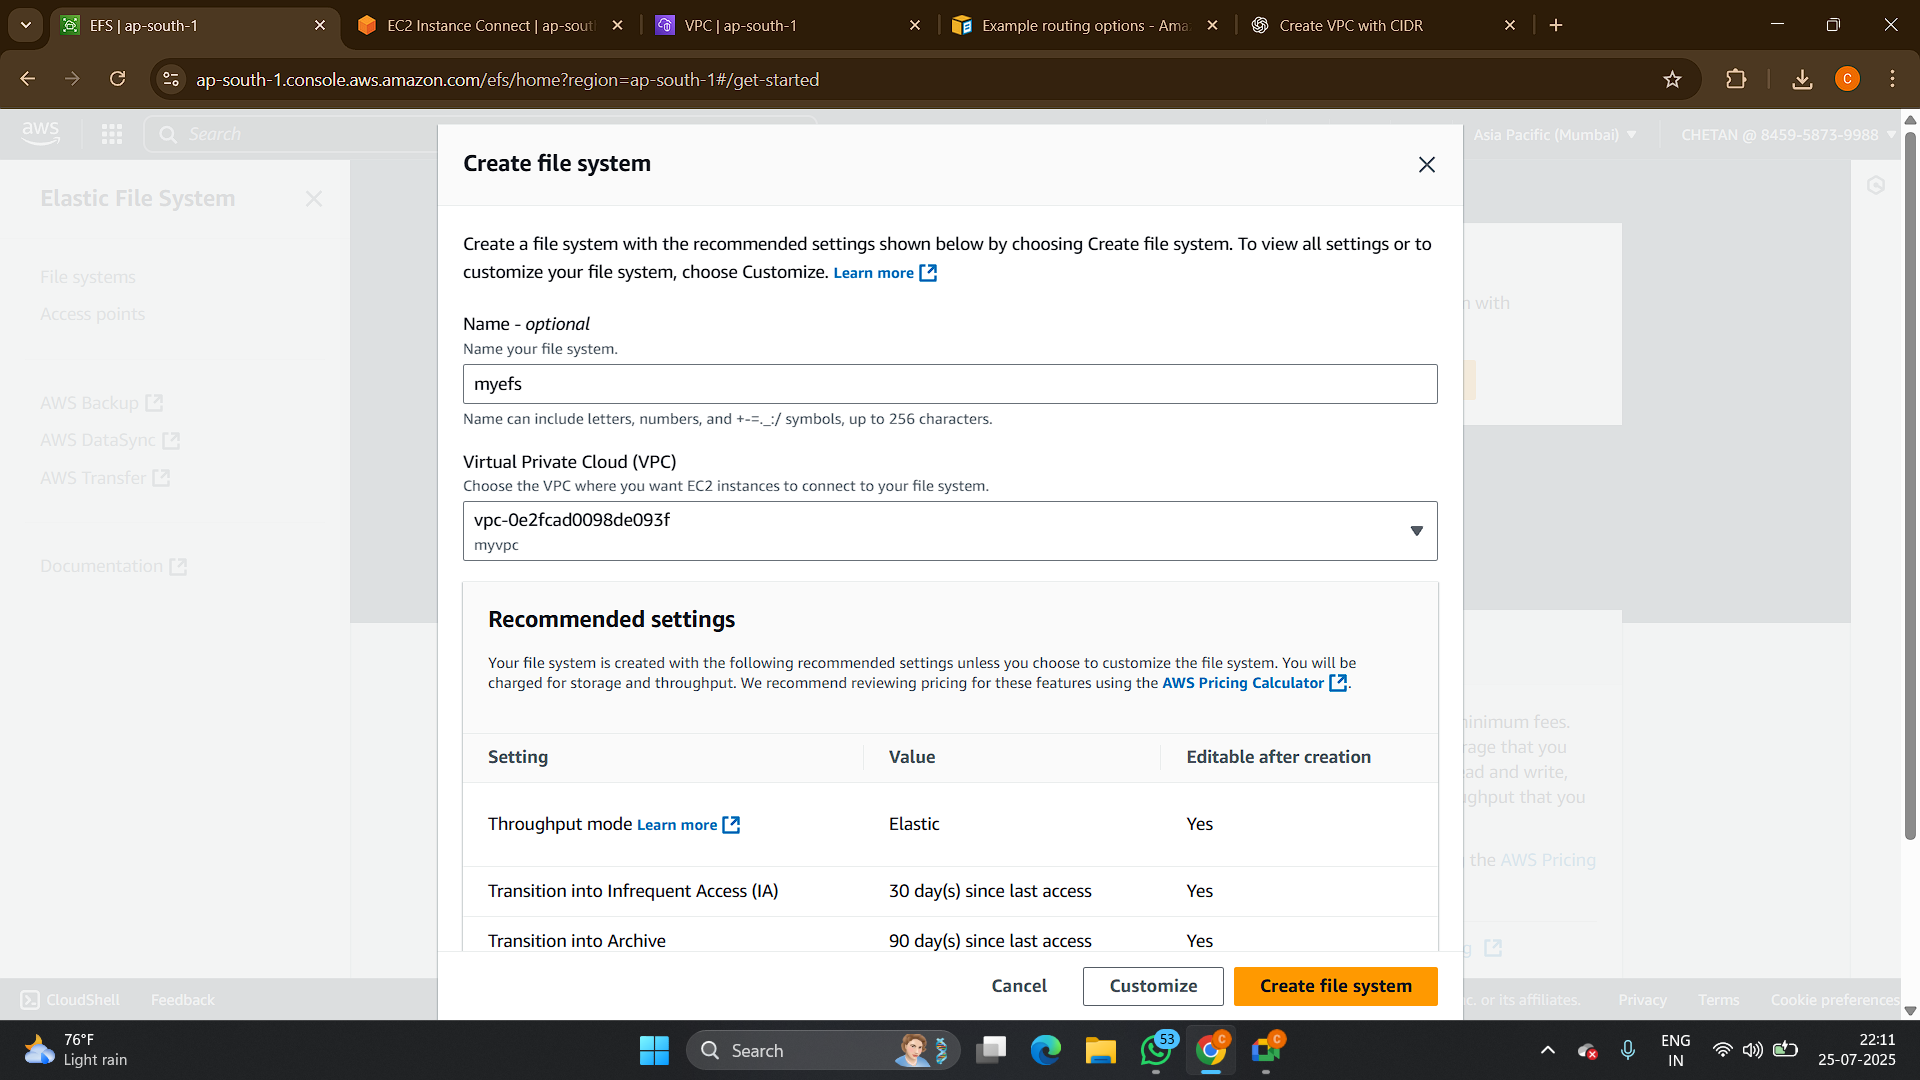 EFS | ap-south-1
EC2 Instance Connect | ap-sout
VPC | ap-south-1
Example routing options - Ama
Create VPC with CIDR
ap-south-1.console.aws.amazon.com/efs/home?region=ap-south-1#/get-started
C
aws
Search
Asia Pacific (Mumbai)
CHETAN @ 8459-5873-9988
Elastic File System
File systems
Access points
AWS Backup
AWS DataSync
AWS Transfer
Documentation
Create file system
Create a file system with the recommended settings shown below by choosing Create file system. To view all settings or to
customize your file system, choose Customize. Learn more
Name - optional
Name your file system.
myefs
Name can include letters, numbers, and +-=._:/ symbols, up to 256 characters.
Virtual Private Cloud (VPC)
Choose the VPC where you want EC2 instances to connect to your file system.
vpc-0e2fcad0098de093f
myvpc
Recommended settings
Your file system is created with the following recommended settings unless you choose to customize the file system. You will be
charged for storage and throughput. We recommend reviewing pricing for these features using the AWS Pricing Calculator.
Setting Value Editable after creation
Throughput mode Learn more Elastic Yes
Transition into Infrequent Access (IA) 30 day(s) since last access Yes
Transition into Archive 90 day(s) since last access Yes
Cancel Customize Create file system
with
minimum fees.
that you
and write,
that you
the AWS Pricing
CloudShell Feedback
or its affiliates. Privacy Terms Cookie preferences
76°F
Light rain
Search
53
C
C
ENG
IN
22:11
25-07-2025